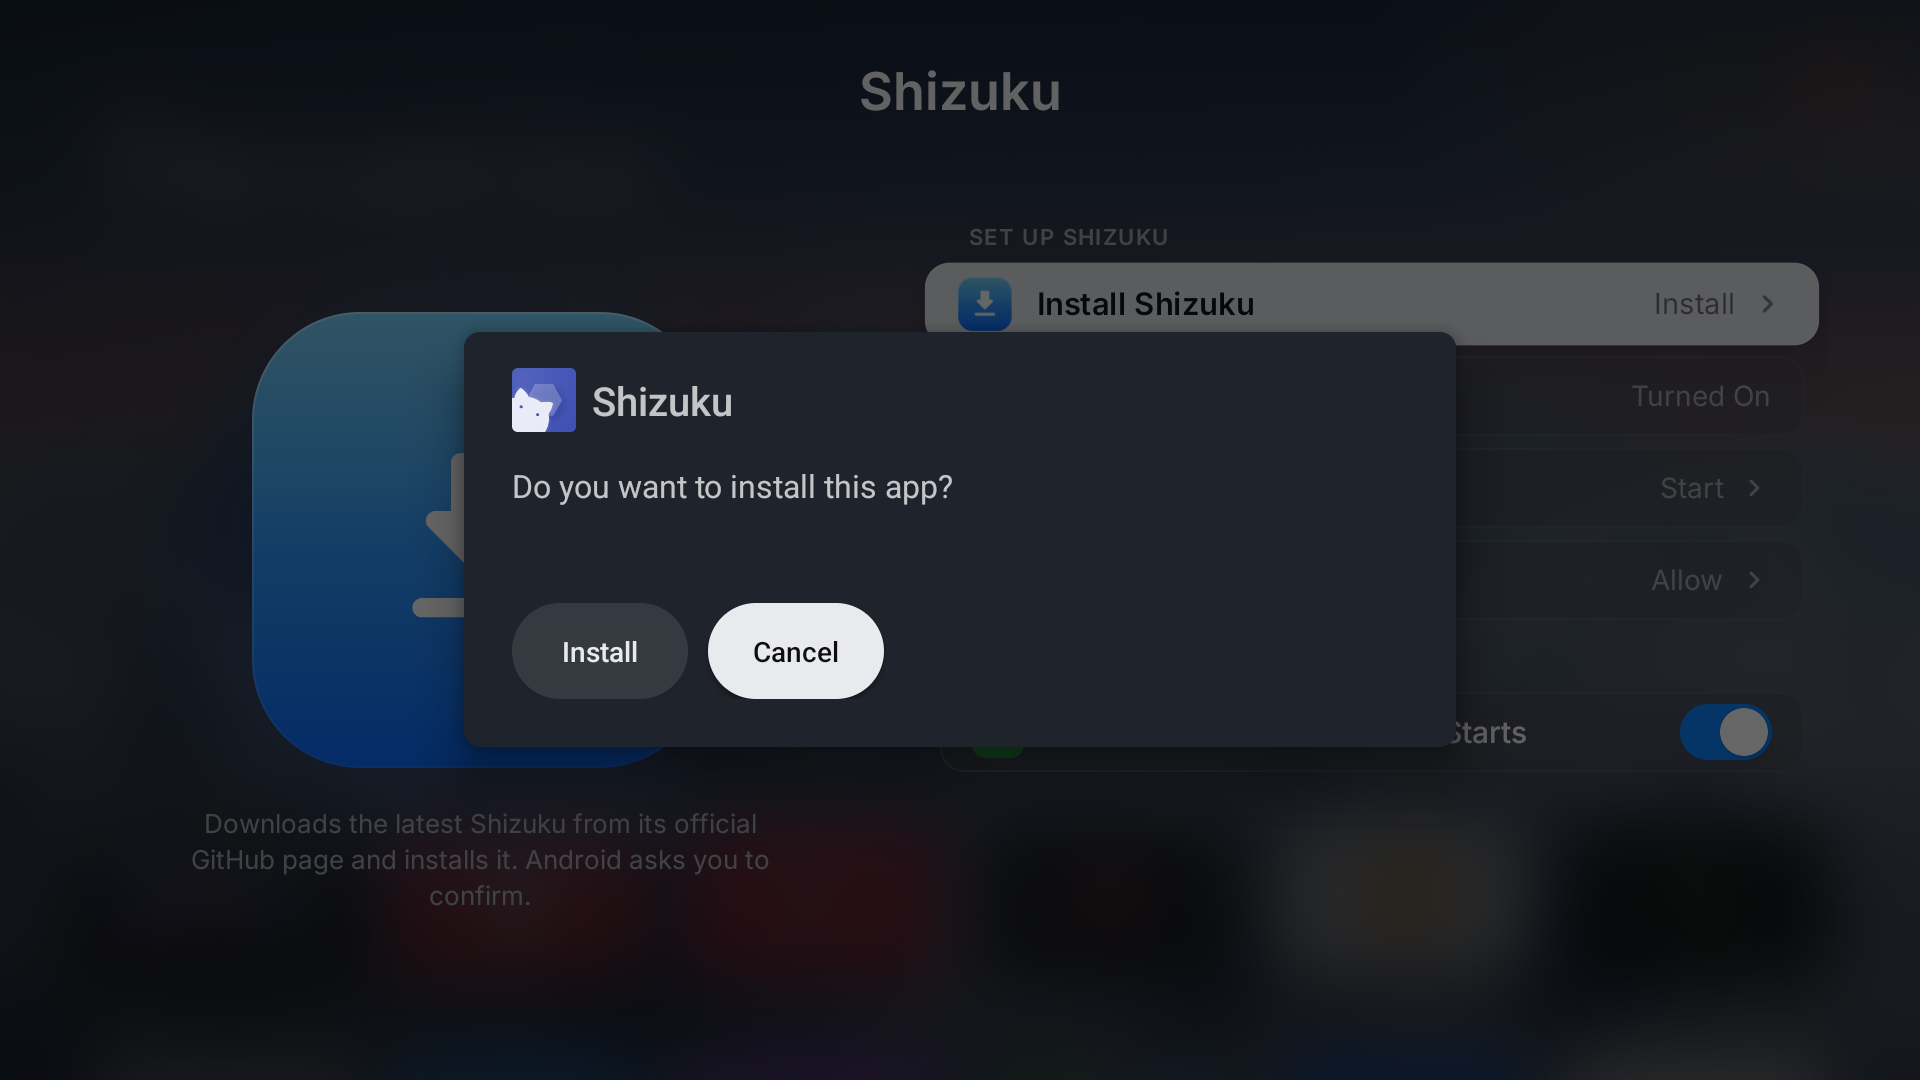 Shizuku
SET UP SHIZUKU
Install Shizuku
Install
Shizuku
Turned On
Do you want to install this app?
Start
Allow
Install
Cancel
Starts
Downloads the latest Shizuku from its official
GitHub page and installs it. Android asks you to
confirm.